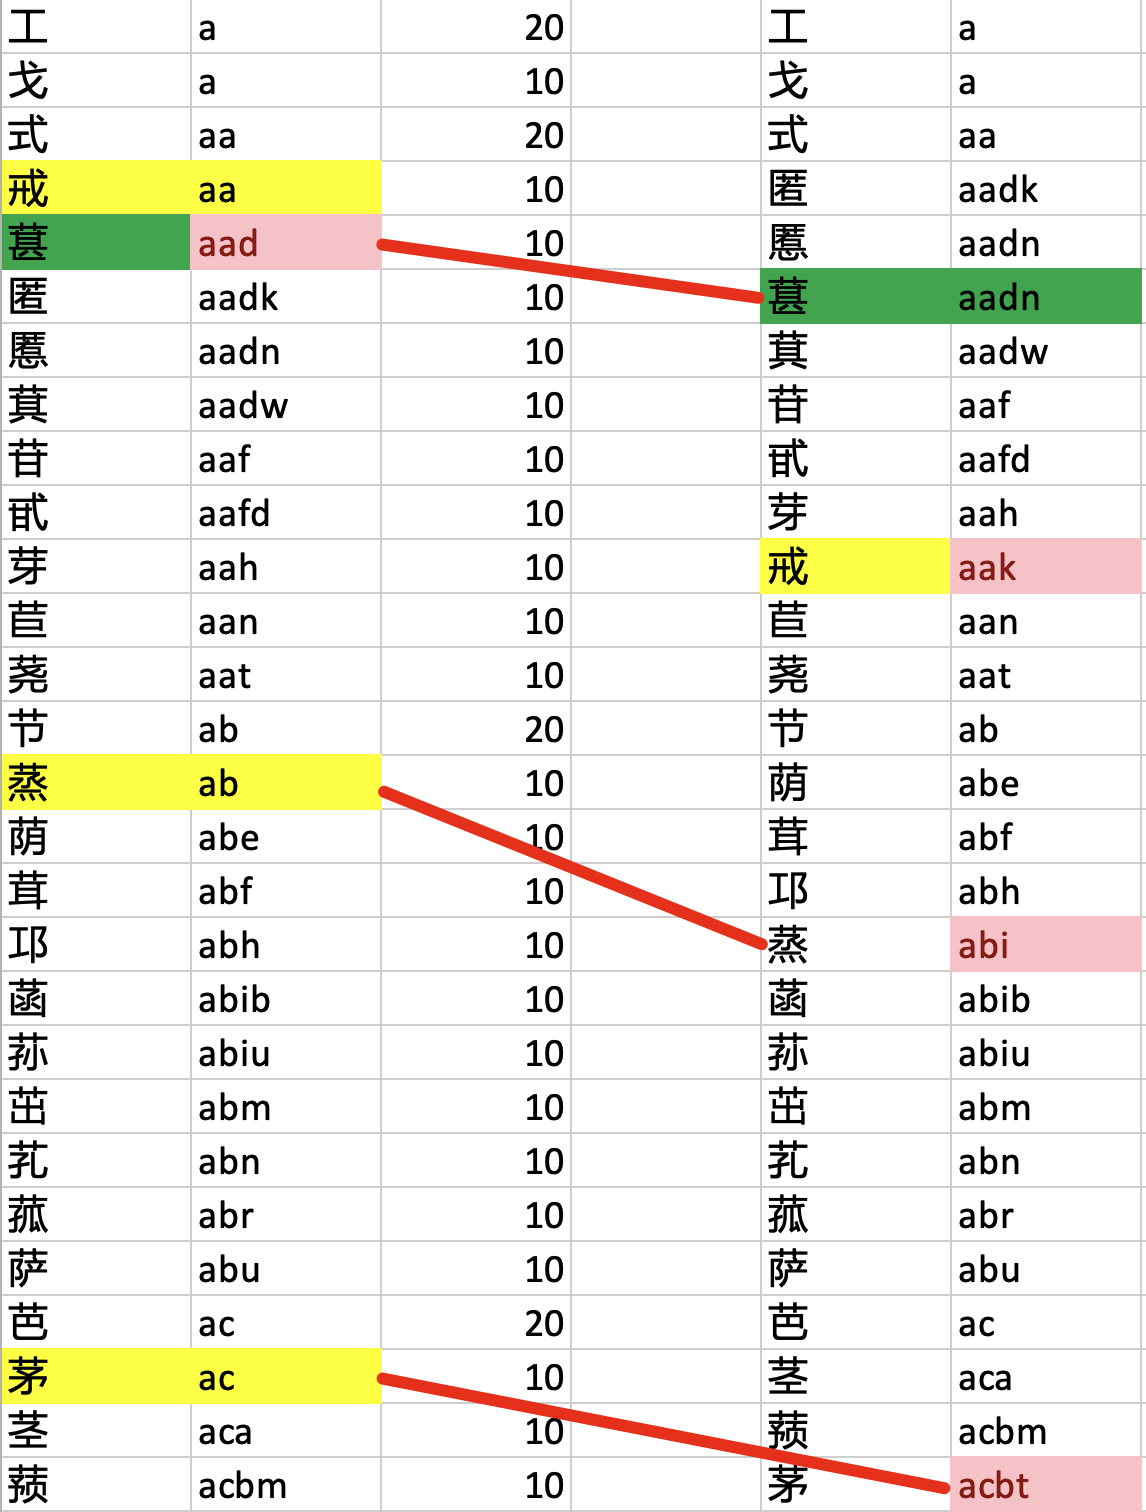 工 a 20 工 a
戈 a 10 戈 a
式 aa 20 式 aa
戒 aa 10 匿 aadk
葚 aad 10 慝 aadn
匿 aadk 10 葚 aadn
慝 aadn 10 萁 aadw
萁 aadw 10 苷 aaf
苷 aaf 10 甙 aafd
甙 aafd 10 芽 aah
芽 aah 10 戒 aak
苣 aan 10 苣 aan
荛 aat 10 荛 aat
节 ab 20 节 ab
蒸 ab 10 荫 abe
荫 abe 10 茸 abf
茸 abf 10 邛 abh
邛 abh 10 蒸 abi
菡 abib 10 菡 abib
荪 abiu 10 荪 abiu
茁 abm 10 茁 abm
芤 abn 10 芤 abn
菰 abr 10 菰 abr
萨 abu 10 萨 abu
芭 ac 20 芭 ac
茅 ac 10 茎 aca
茎 aca 10 蓣 acbm
蓣 acbm 10 茅 acbt